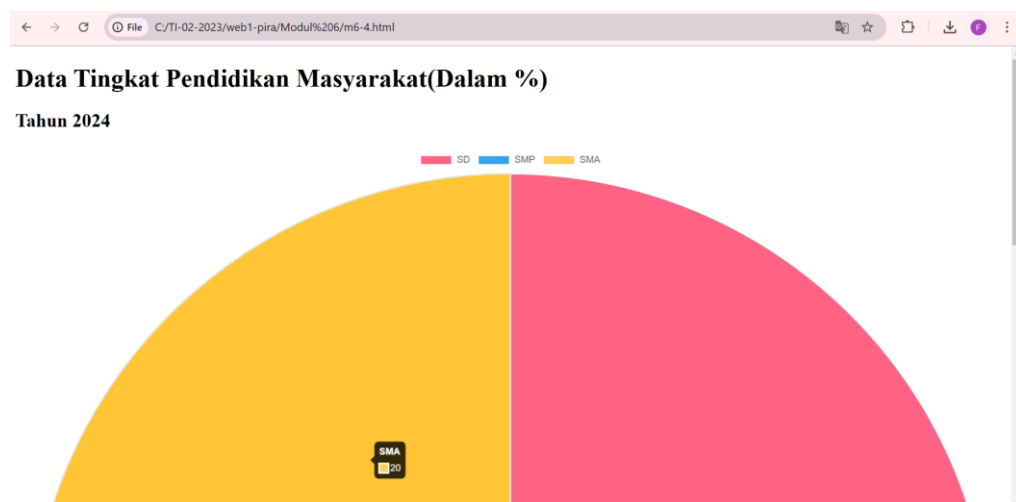 File C:/TI-02-2023/web1-pira/Modul%206/m6-4.html
F
Data Tingkat Pendidikan Masyarakat(Dalam %)
Tahun 2024
SD SMP SMA
SMA
20